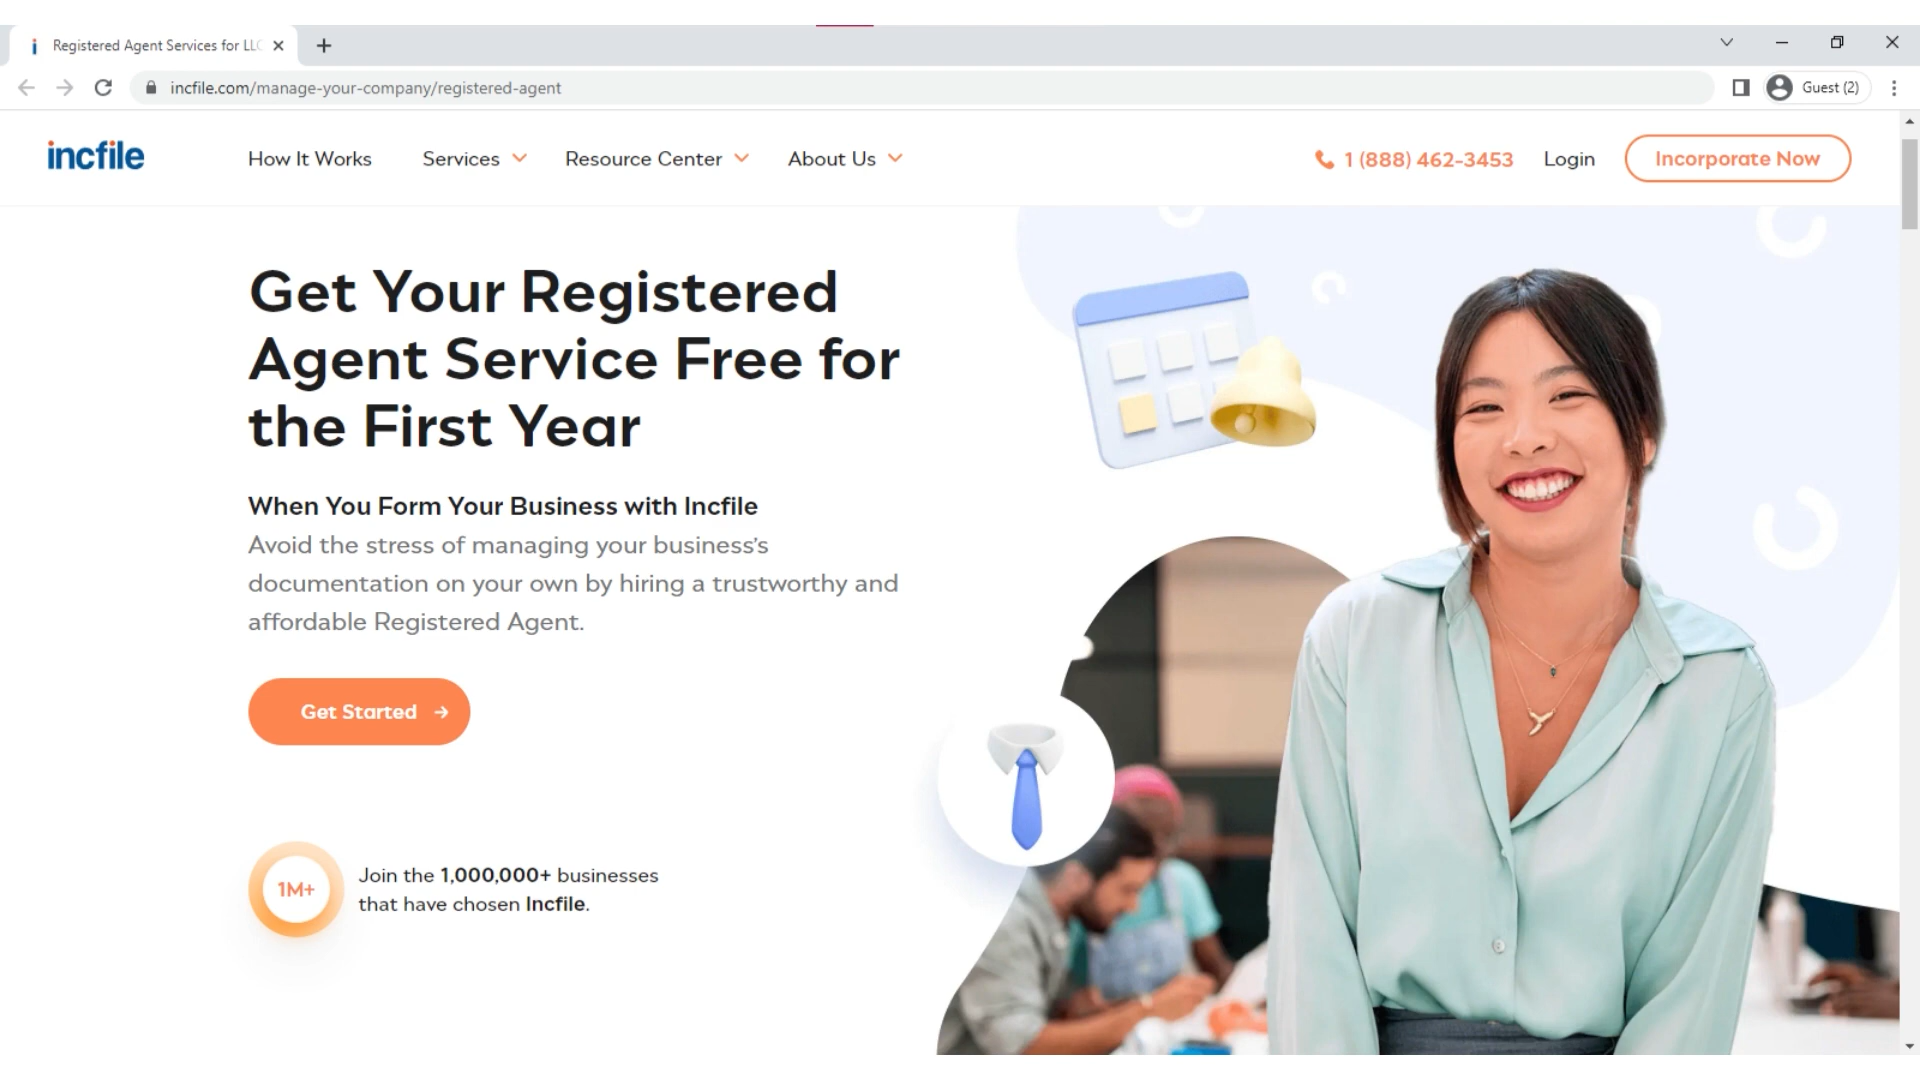 Registered Agent Services for LLC
incfile.com/manage-your-company/registered-agent
Guest (2)
incfile
How It Works
Services
Resource Center
About Us
1 (888) 462-3453
Login
Incorporate Now
Get Your Registered
Agent Service Free for
the First Year
When You Form Your Business with Incfile
Avoid the stress of managing your business's
documentation on your own by hiring a trustworthy and
affordable Registered Agent.
Get Started
1M+
Join the 1,000,000+ businesses
that have chosen Incfile.